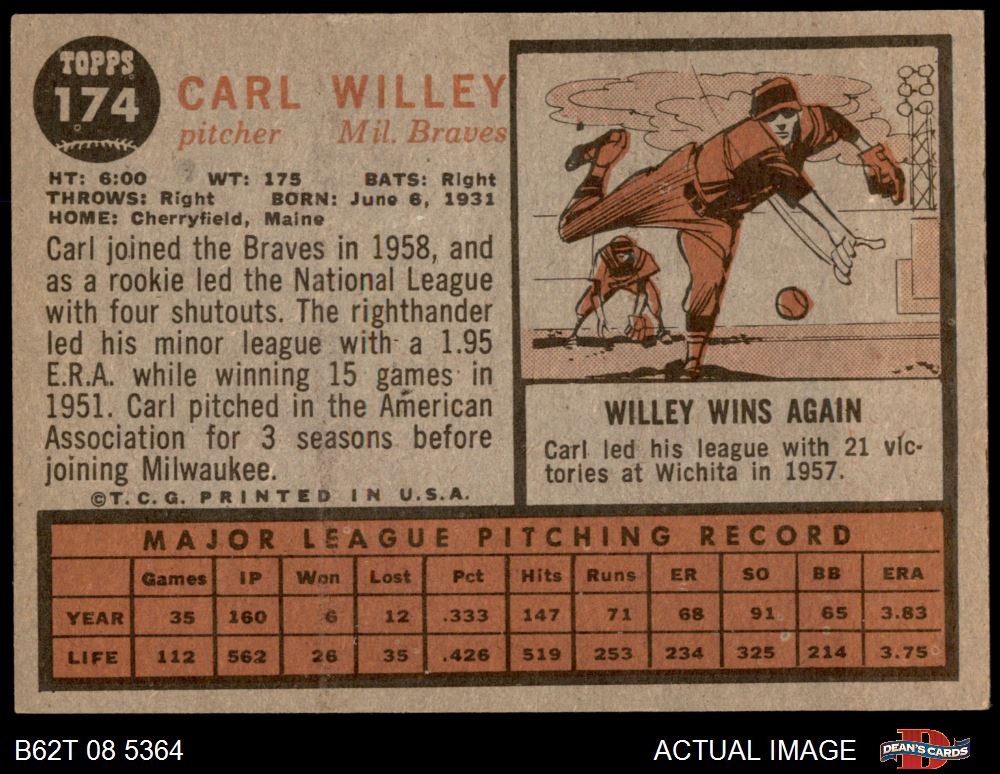 TOPPS
174
CARL WILLEY
pitcher Mil. Braves
HT: 6:00 WT: 175 BATS: Right
THROWS: Right BORN: June 6, 1931
HOME: Cherryfield, Maine
Carl joined the Braves in 1958, and
as a rookie led the National League
with four shutouts. The righthander
led his minor league with a 1.95
E.R.A. while winning 15 games in
1951. Carl pitched in the American
Association for 3 seasons before
joining Milwaukee.
©T.C.G. PRINTED IN U.S.A.
WILLEY WINS AGAIN
Carl led his league with 21 vic-
tories at Wichita in 1957.
MAJOR LEAGUE PITCHING RECORD
Games IP Won Lost Pct Hits Runs ER SO BB ERA
YEAR 35 160 6 12 .333 147 71 68 91 65 3.83
LIFE 112 562 26 35 .426 519 253 234 325 214 3.75
B62T 08 5364 ACTUAL IMAGE DEAN'S CARDS